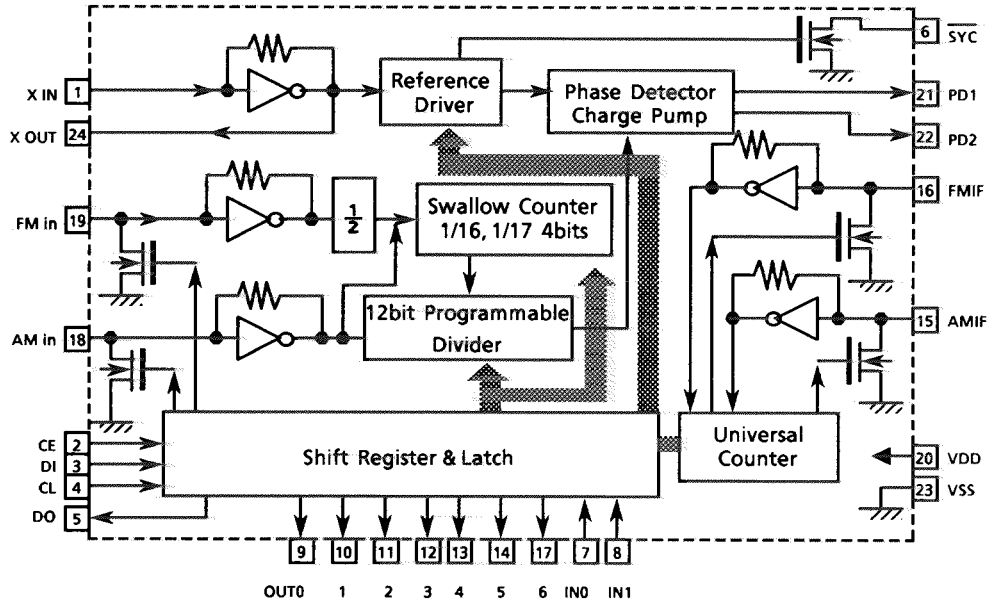 6 SYC
X IN 1
Reference
Driver
Phase Detector
Charge Pump
21 PD1
X OUT 24
22 PD2
FM in 19
1
2
Swallow Counter
1/16, 1/17 4bits
16 FMIF
AM in 18
12bit Programmable
Divider
15 AMIF
CE 2
DI 3
CL 4
DO 5
Shift Register & Latch
Universal
Counter
20 VDD
23 VSS
9 10 11 12 13 14 17 7 8
OUT0 1 2 3 4 5 6 IN0 IN1